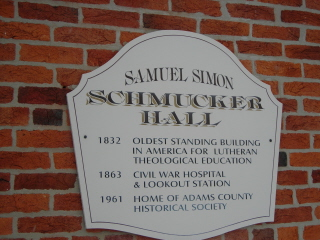 SAMUEL SIMON
SCHMUCKER
HALL
1832 OLDEST STANDING BUILDING
IN AMERICA FOR LUTHERAN
THEOLOGICAL EDUCATION
1863 CIVIL WAR HOSPITAL
& LOOKOUT STATION
1961 HOME OF ADAMS COUNTY
HISTORICAL SOCIETY